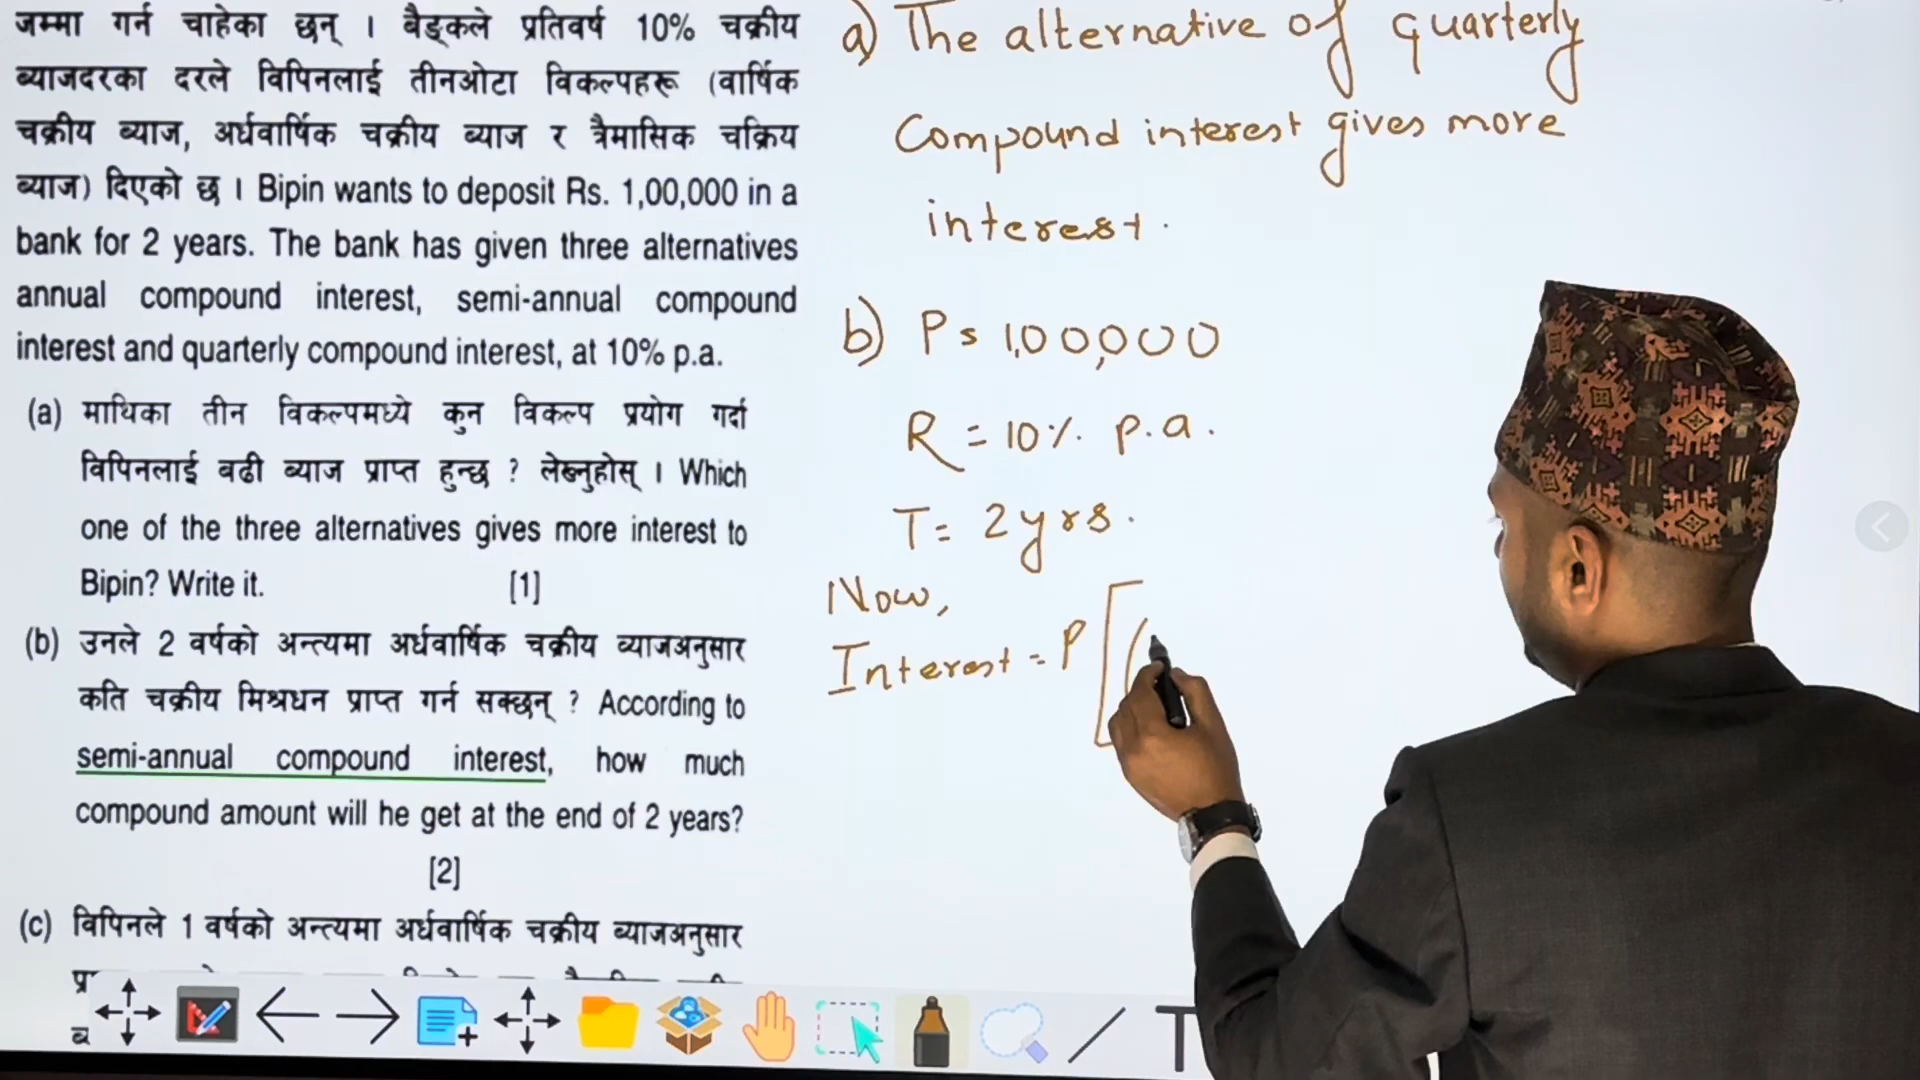 जम्मा गर्न चाहेका छन् । बैङ्कले प्रतिवर्ष 10% चक्रीय
ब्याजदरका दरले विपिनलाई तीनओटा विकल्पहरू (वार्षिक
चक्रीय ब्याज, अर्धवार्षिक चक्रीय ब्याज र त्रैमासिक चक्रिय
ब्याज) दिएको छ । Bipin wants to deposit Rs. 1,00,000 in a
bank for 2 years. The bank has given three alternatives
annual compound interest, semi-annual compound
interest and quarterly compound interest, at 10% p.a.
(a) माथिका तीन विकल्पमध्ये कुन विकल्प प्रयोग गर्दा
विपिनलाई बढी ब्याज प्राप्त हुन्छ ? लेख्नुहोस् । Which
one of the three alternatives gives more interest to
Bipin? Write it. [1]
(b) उनले 2 वर्षको अन्त्यमा अर्धवार्षिक चक्रीय ब्याजअनुसार
कति चक्रीय मिश्रधन प्राप्त गर्न सक्छन् ? According to
semi-annual compound interest, how much
compound amount will he get at the end of 2 years?
[2]
(c) विपिनले 1 वर्षको अन्त्यमा अर्धवार्षिक चक्रीय ब्याजअनुसार
a) The alternative of quarterly
Compound interest gives more
interest.
b) P = 1,00,000
R = 10% p.a.
T = 2yrs.
Now,
Interest = P [(
T